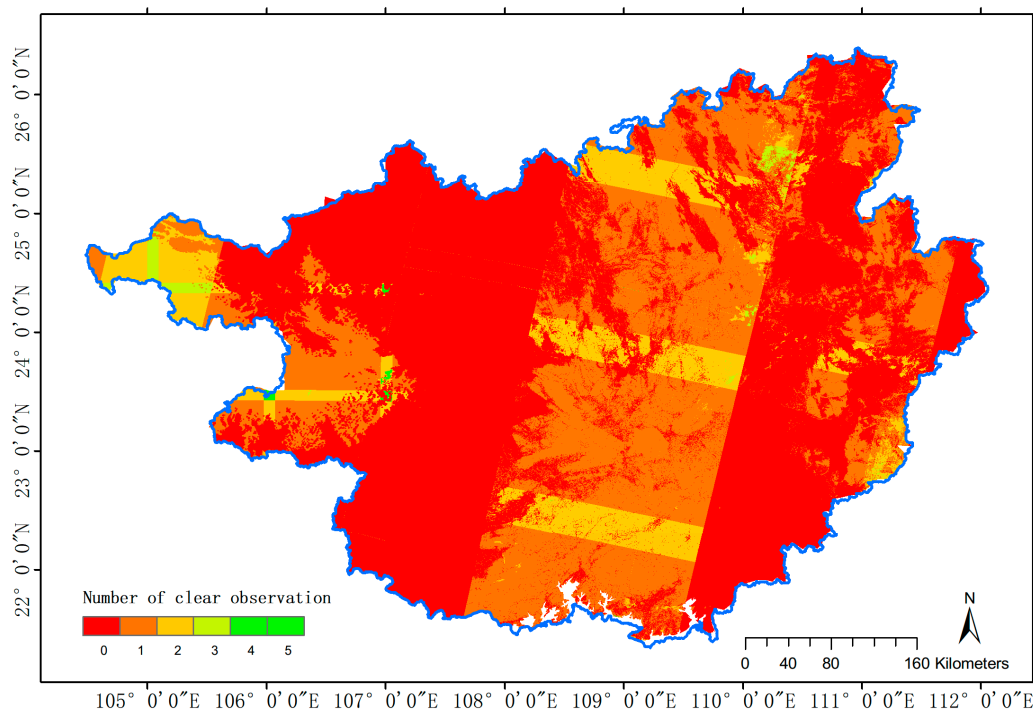 26° 0′0″N
25° 0′0″N
24° 0′0″N
23° 0′0″N
22° 0′0″N
Number of clear observation
0 1 2 3 4 5
N
0 40 80 120 160 Kilometers
105° 0′0″E 106° 0′0″E 107° 0′0″E 108° 0′0″E 109° 0′0″E 110° 0′0″E 111° 0′0″E 112° 0′0″E